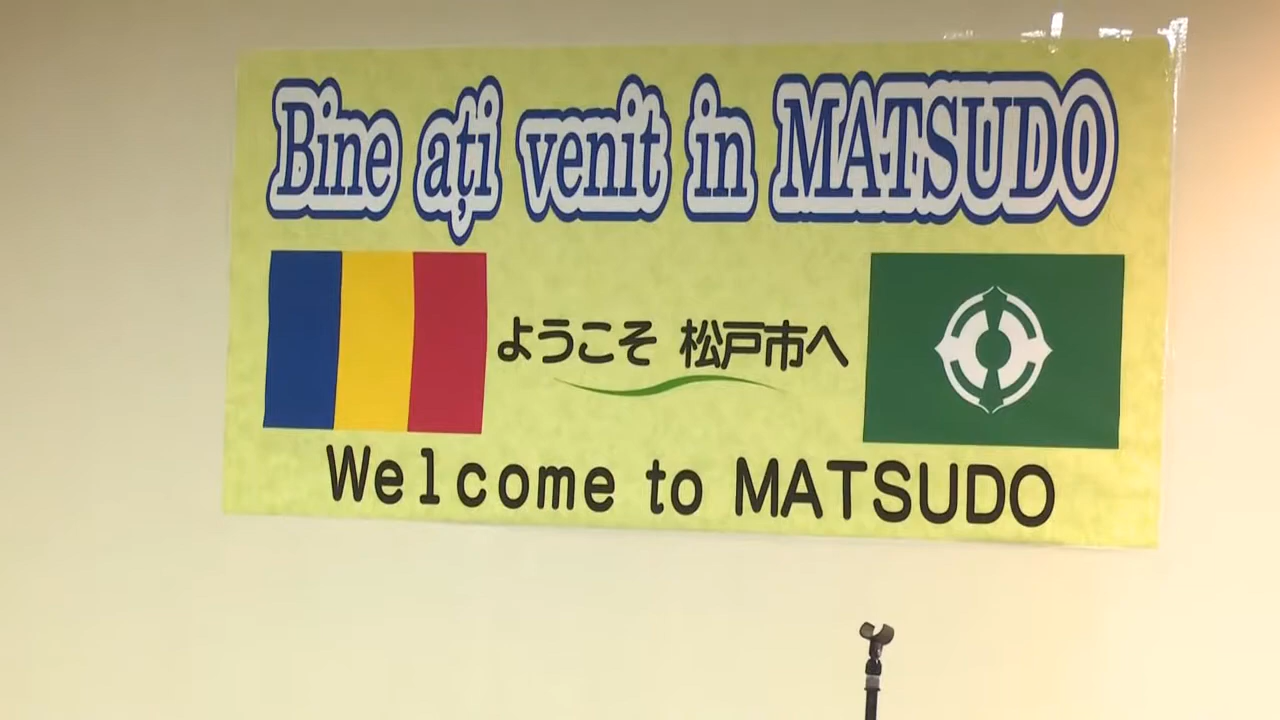 Bine ați venit in MATSUDO
ようこそ 松戸市へ
Welcome to MATSUDO